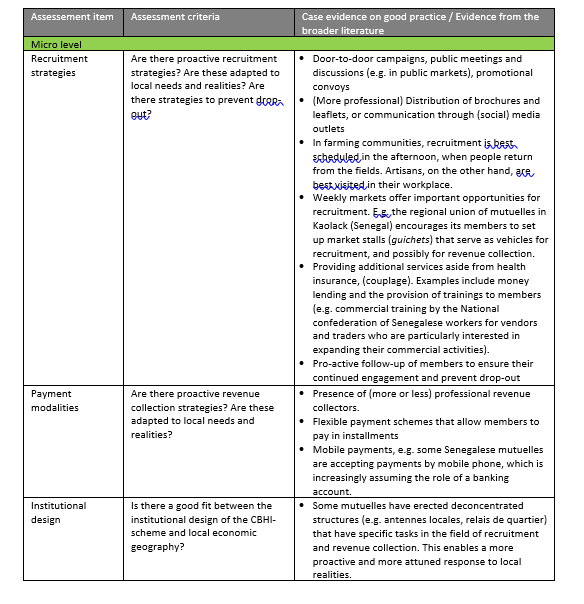 Assessement item
Assessment criteria
Case evidence on good practice / Evidence from the
broader literature
Micro level
Recruitment
strategies
Are there proactive recruitment
strategies? Are these adapted to
local needs and realities? Are
there strategies to prevent drop-
out?
• Door-to-door campaigns, public meetings and
discussions (e.g. in public markets), promotional
convoys
• (More professional) Distribution of brochures and
leaflets, or communication through (social) media
outlets
• In farming communities, recruitment is best
scheduled in the afternoon, when people return
from the fields. Artisans, on the other hand, are
best visited in their workplace.
• Weekly markets offer important opportunities for
recruitment. E.g. the regional union of mutuelles in
Kaolack (Senegal) encourages its members to set
up market stalls (guichets) that serve as vehicles for
recruitment, and possibly for revenue collection.
• Providing additional services aside from health
insurance, (couplage). Examples include money
lending and the provision of trainings to members
(e.g. commercial training by the National
confederation of Senegalese workers for vendors
and traders who are particularly interested in
expanding their commercial activities).
• Pro-active follow-up of members to ensure their
continued engagement and prevent drop-out
Payment
modalities
Are there proactive revenue
collection strategies? Are these
adapted to local needs and
realities?
• Presence of (more or less) professional revenue
collectors.
• Flexible payment schemes that allow members to
pay in installments
• Mobile payments, e.g. some Senegalese mutuelles
are accepting payments by mobile phone, which is
increasingly assuming the role of a banking
account.
Institutional
design
Is there a good fit between the
institutional design of the CBHI-
scheme and local economic
geography?
• Some mutuelles have erected deconcentrated
structures (e.g. antennes locales, relais de quartier)
that have specific tasks in the field of recruitment
and revenue collection. This enables a more
proactive and more attuned response to local
realities.